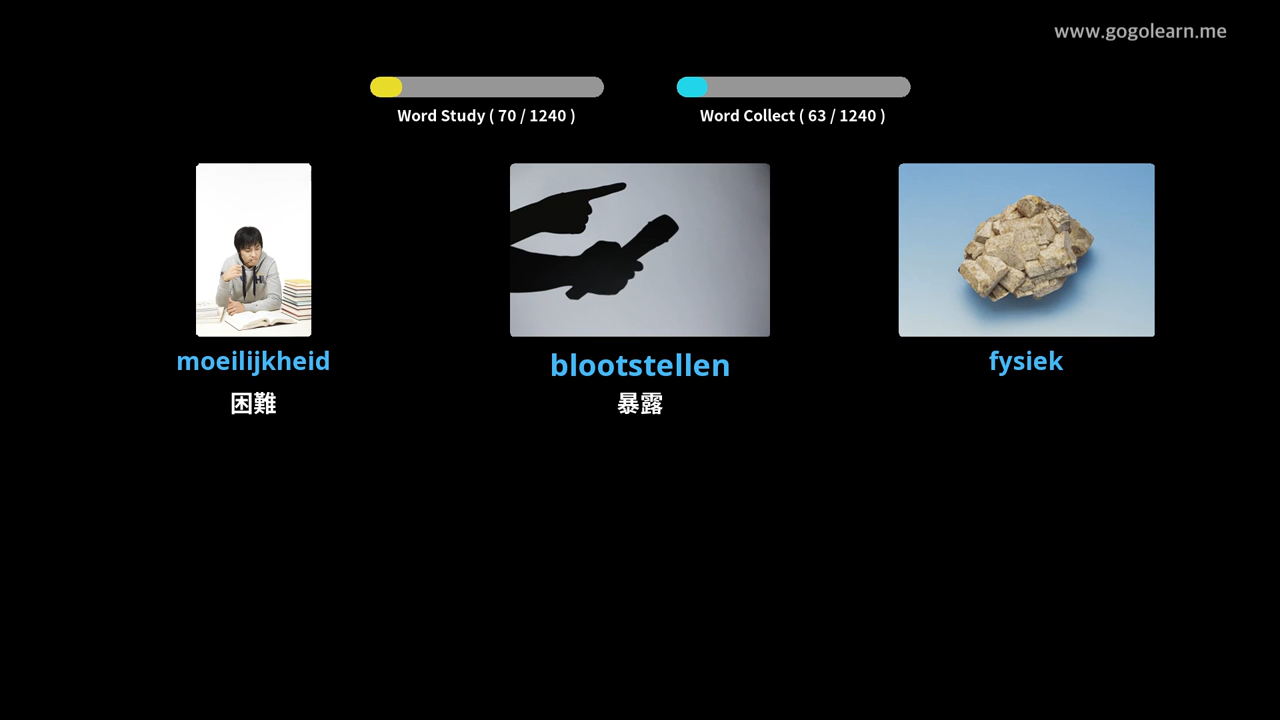 www.gogolearn.me
Word Study ( 70 / 1240 )
Word Collect ( 63 / 1240 )
moeilijkheid
困難
blootstellen
暴露
fysiek